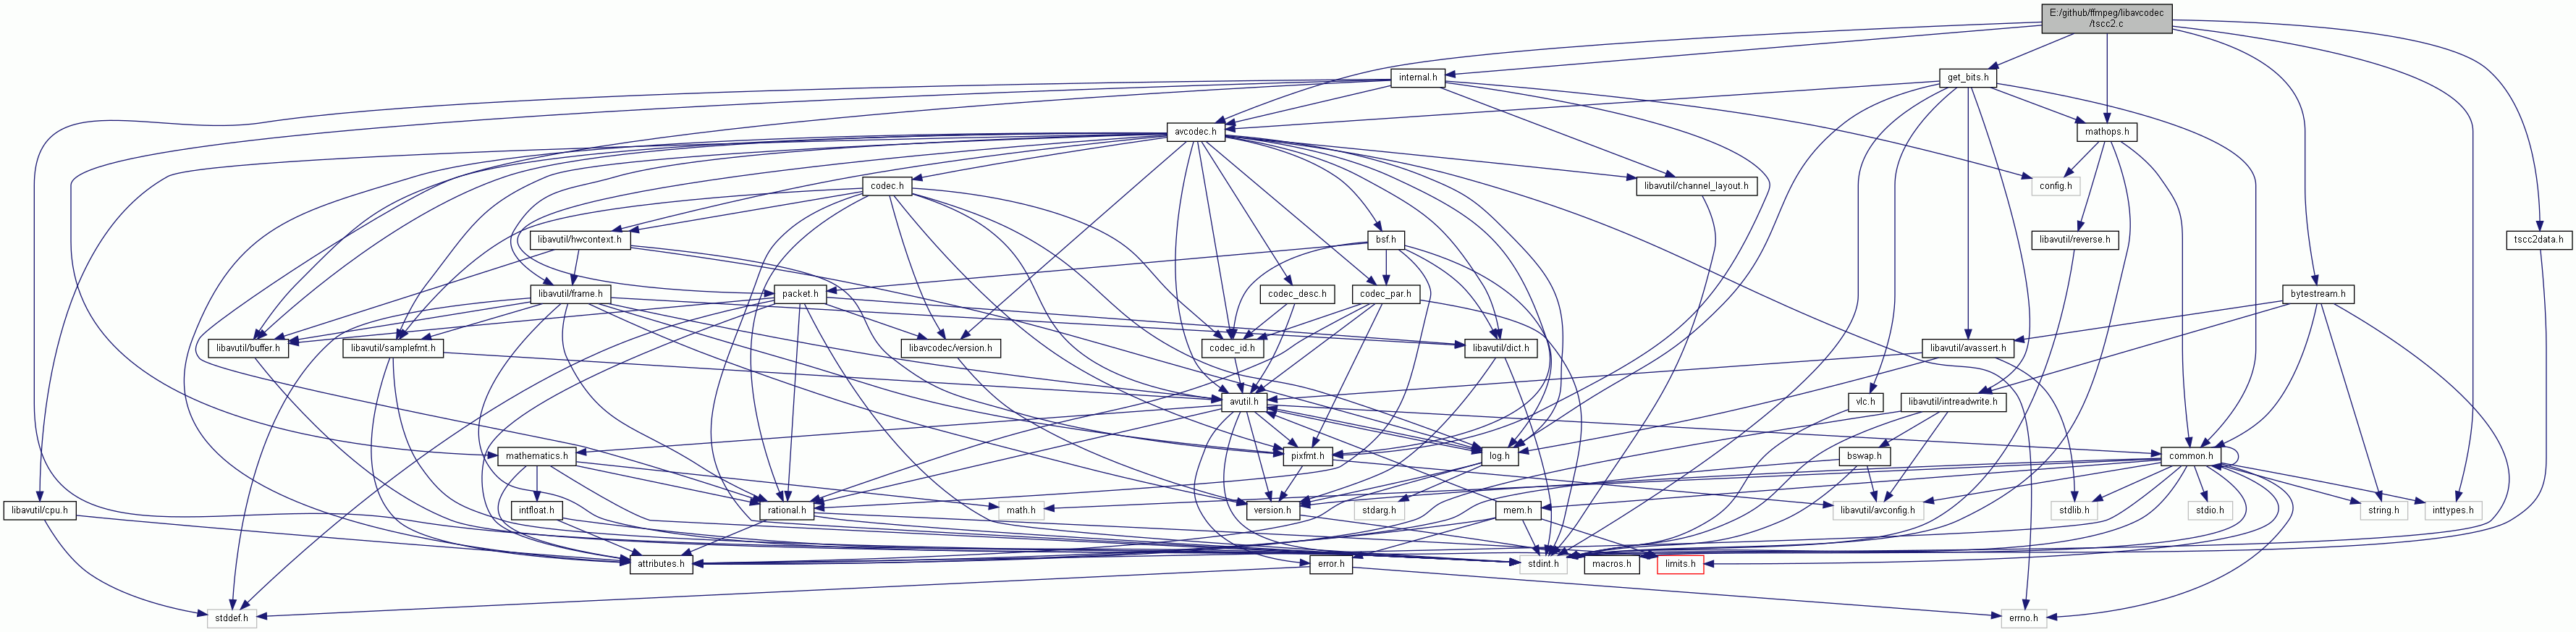 E:/github/ffmpeg/libavcodec
/tscc2.c
internal.h
get_bits.h
avcodec.h
mathops.h
codec.h
libavutil/channel_layout.h
config.h
libavutil/hwcontext.h
bsf.h
libavutil/reverse.h
tscc2data.h
libavutil/frame.h
packet.h
codec_desc.h
codec_par.h
bytestream.h
libavutil/buffer.h
libavutil/samplefmt.h
libavcodec/version.h
codec_id.h
libavutil/dict.h
libavutil/avassert.h
avutil.h
vlc.h
libavutil/intreadwrite.h
mathematics.h
pixfmt.h
log.h
bswap.h
common.h
libavutil/cpu.h
intfloat.h
rational.h
math.h
version.h
stdarg.h
mem.h
libavutil/avconfig.h
stdlib.h
stdio.h
string.h
inttypes.h
attributes.h
error.h
stdint.h
macros.h
limits.h
stddef.h
errno.h